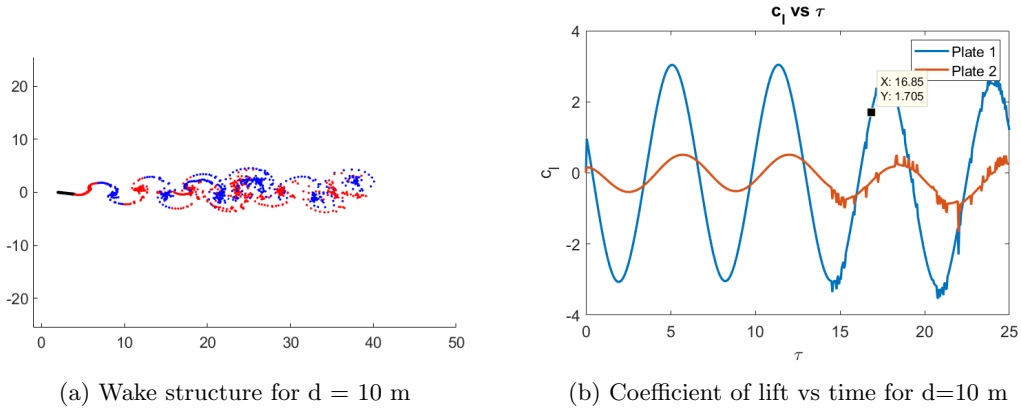 20
10
0
-10
-20
0
10
20
30
40
50
(a) Wake structure for d = 10 m
c_l vs τ
4
2
0
-2
-4
c_l
Plate 1
Plate 2
X: 16.85
Y: 1.705
0
5
10
15
20
25
τ
(b) Coefficient of lift vs time for d=10 m